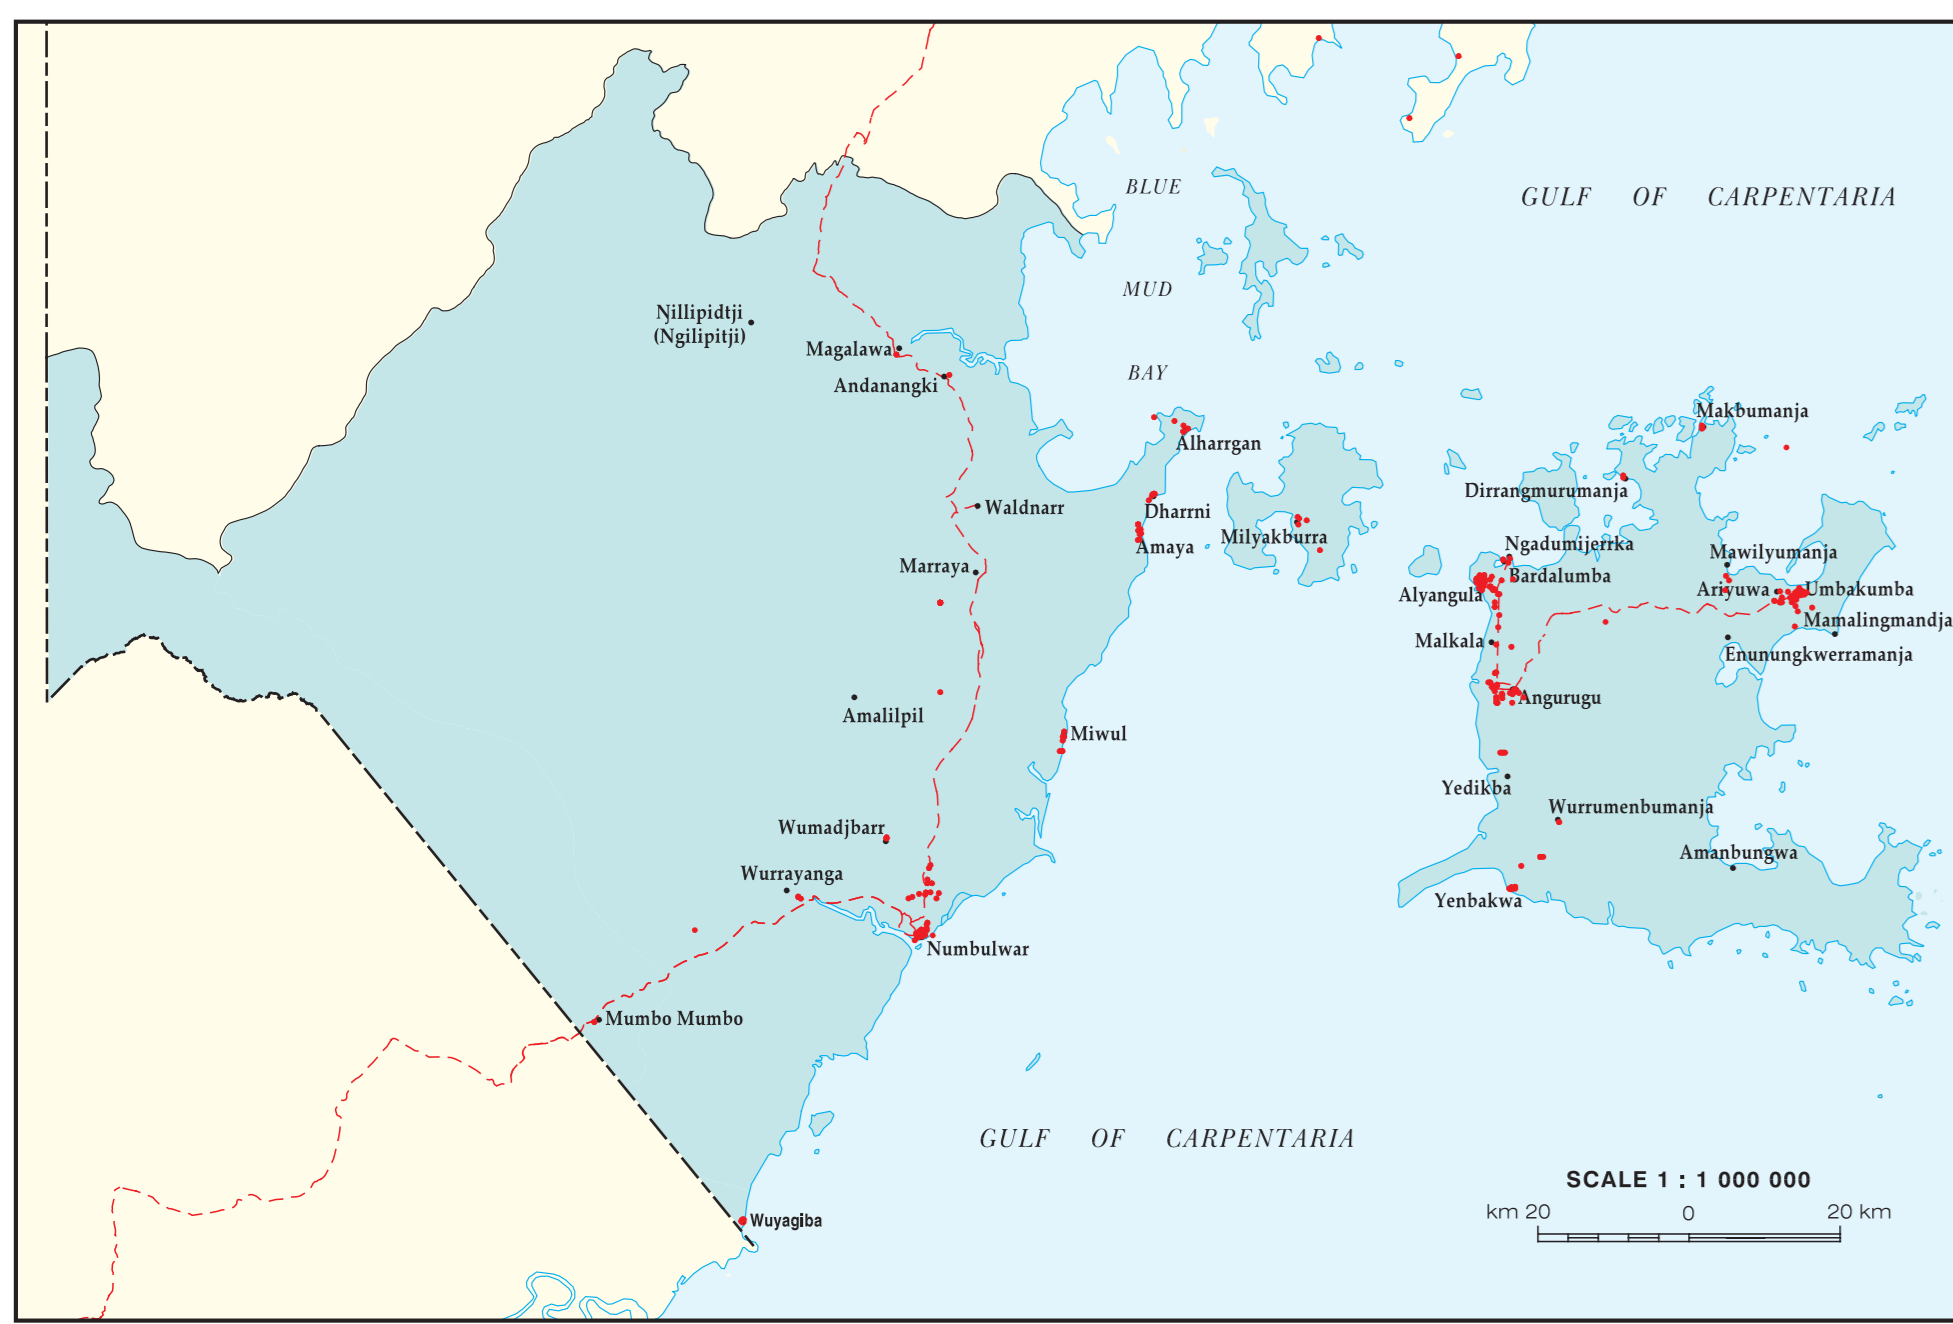 BLUE
GULF OF CARPENTARIA
MUD
Njillipidtji
(Ngilipitji)
Magalawa
BAY
Andanangki
Makbumanja
Alharrgan
Dirrangmurumanja
Waldnarr
Dharrni
Milyakburra
Amaya
Ngadumijerrka
Mawilyumanja
Marraya
Bardalumba
Alyangula
Ariyuwa
Umbakumba
Mamalingmandja
Malkala
Enunungkwerramanja
Angurugu
Amalilpil
Miwul
Yedikba
Wurrumenbumanja
Wumadjbarr
Amanbungwa
Wurrayanga
Yenbakwa
Numbulwar
Mumbo Mumbo
GULF OF CARPENTARIA
SCALE 1 : 1 000 000
km 20 0 20 km
Wuyagiba